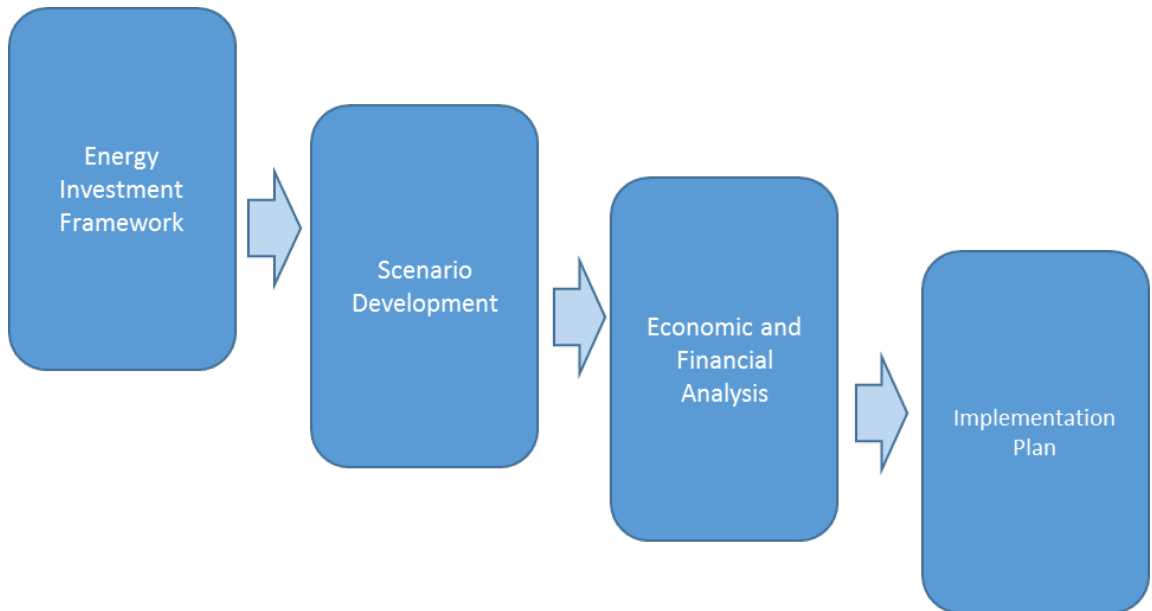 Energy
Investment
Framework
Scenario
Development
Economic and
Financial
Analysis
Implementation
Plan